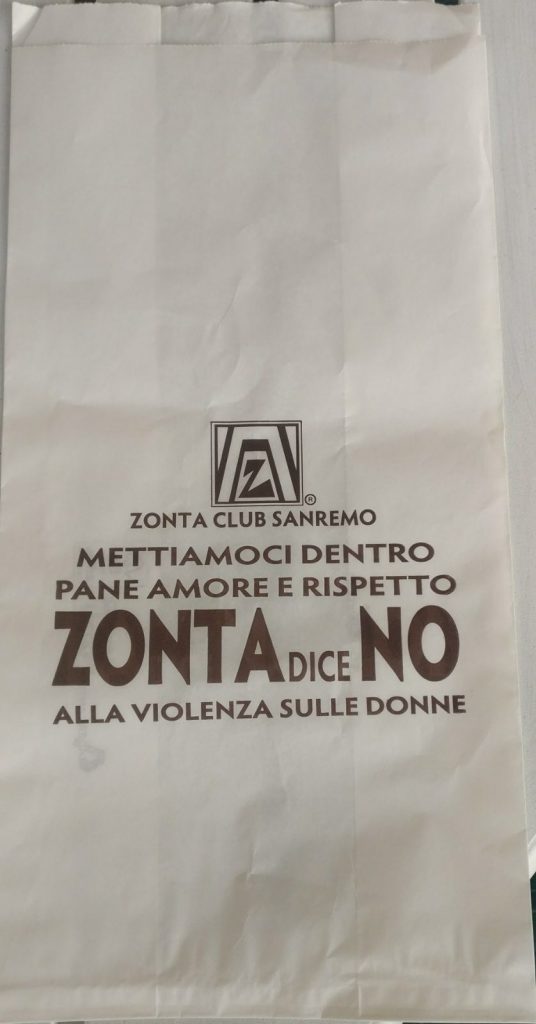 Z
®
ZONTA CLUB SANREMO
METTIAMOCI DENTRO
PANE AMORE E RISPETTO
ZONTA DICE NO
ALLA VIOLENZA SULLE DONNE